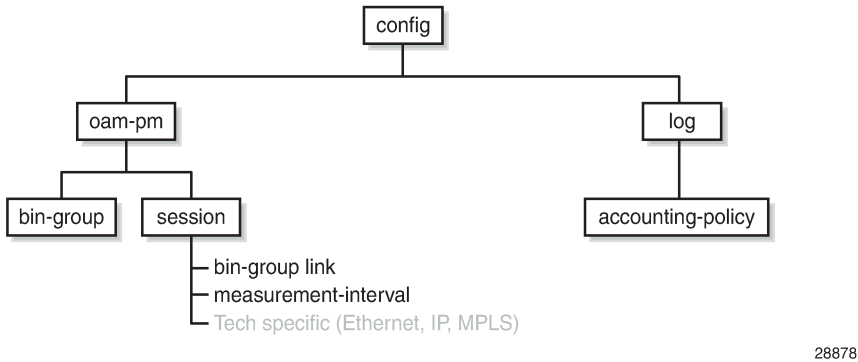 config
oam-pm
log
bin-group
session
accounting-policy
bin-group link
measurement-interval
Tech specific (Ethernet, IP, MPLS)
28878